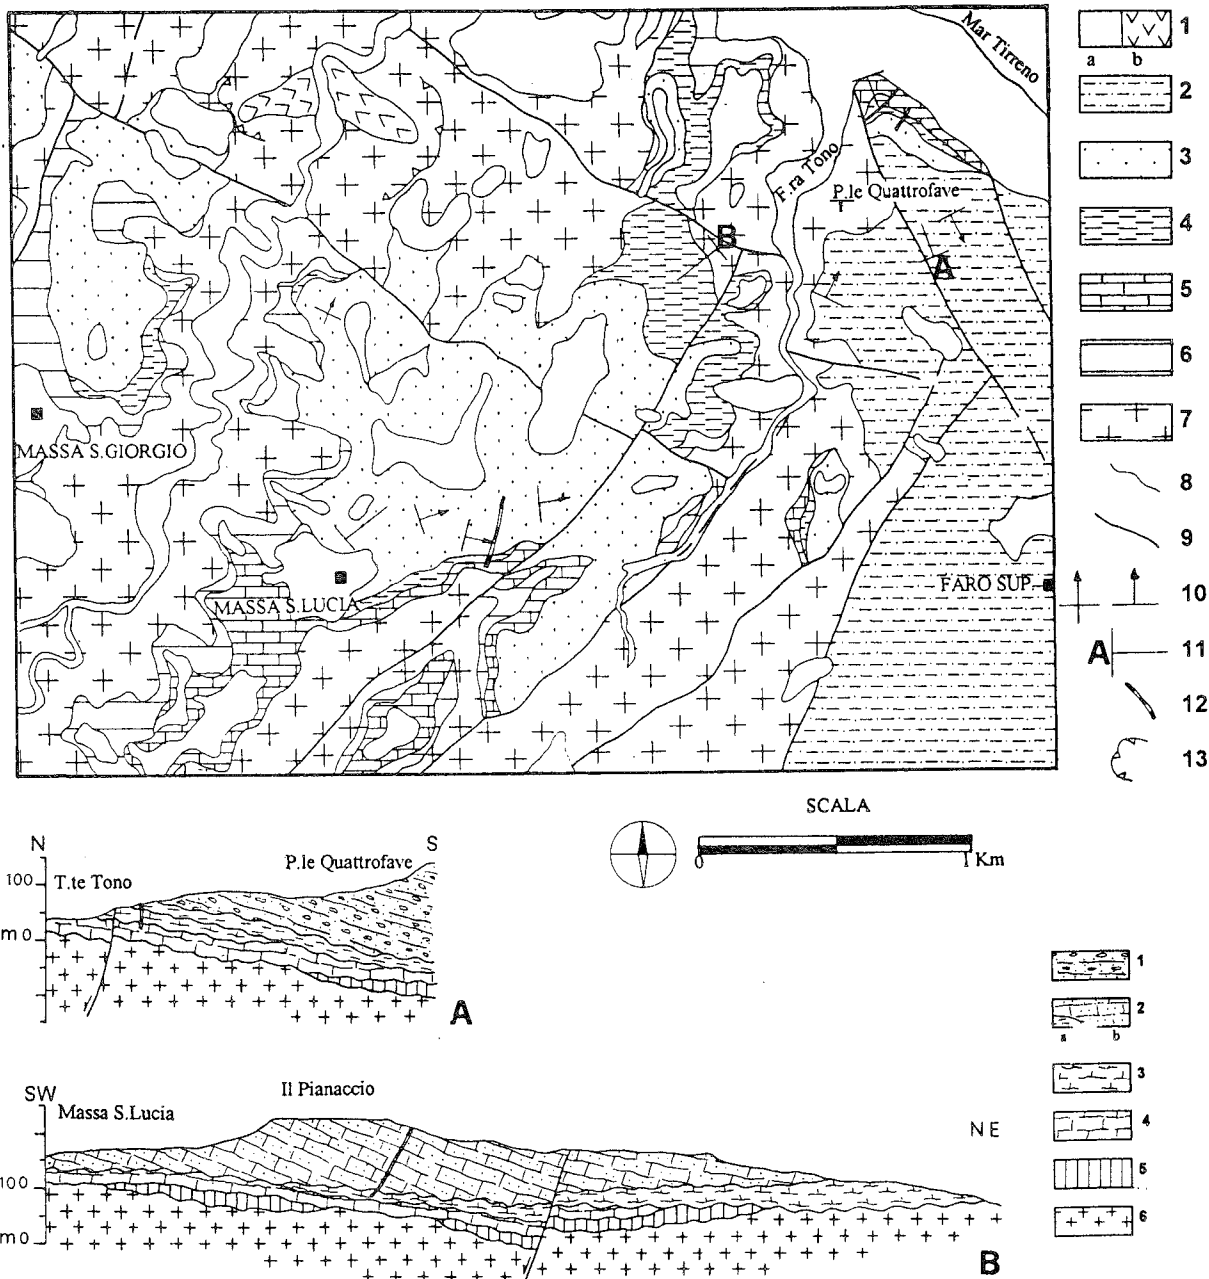 Mar Tirreno
F.ra Tono
P.le Quattrofave
B
A
MASSA S.GIORGIO
MASSA S.LUCIA
FARO SUP.
1
a b
2
3
4
5
6
7
8
9
10
A 11
12
13
SCALA
0 1 Km
N S
P.le Quattrofave
100 T.te Tono
m 0
A
1
2
a b
3
4
5
6
SW
Il Pianaccio
Massa S.Lucia
NE
100
m 0
B